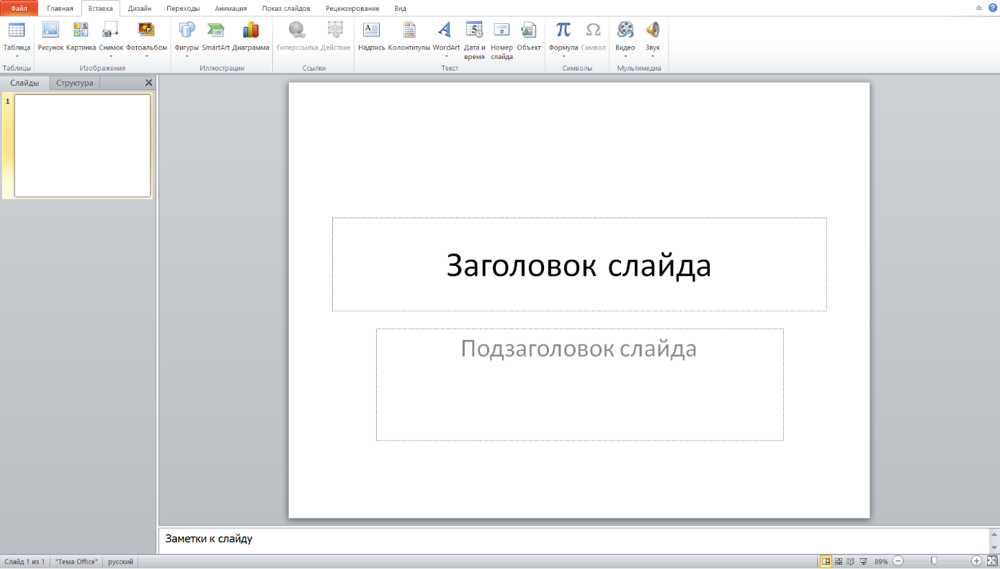 Файл Главная Вставка Дизайн Переходы Анимация Показ слайдов Рецензирование Вид
Таблица Рисунок Картинка Снимок Фотоальбом Фигуры SmartArt Диаграмма Гиперссылка Действие Надпись Колонтитулы WordArt Дата и время Номер слайда Объект Формула Символ Видео Звук
Таблицы Изображения Иллюстрации Ссылки Текст Символы Мультимедиа
Слайды Структура
1
Заголовок слайда
Подзаголовок слайда
Заметки к слайду
Слайд 1 из 1 "Тема Office" русский 89%